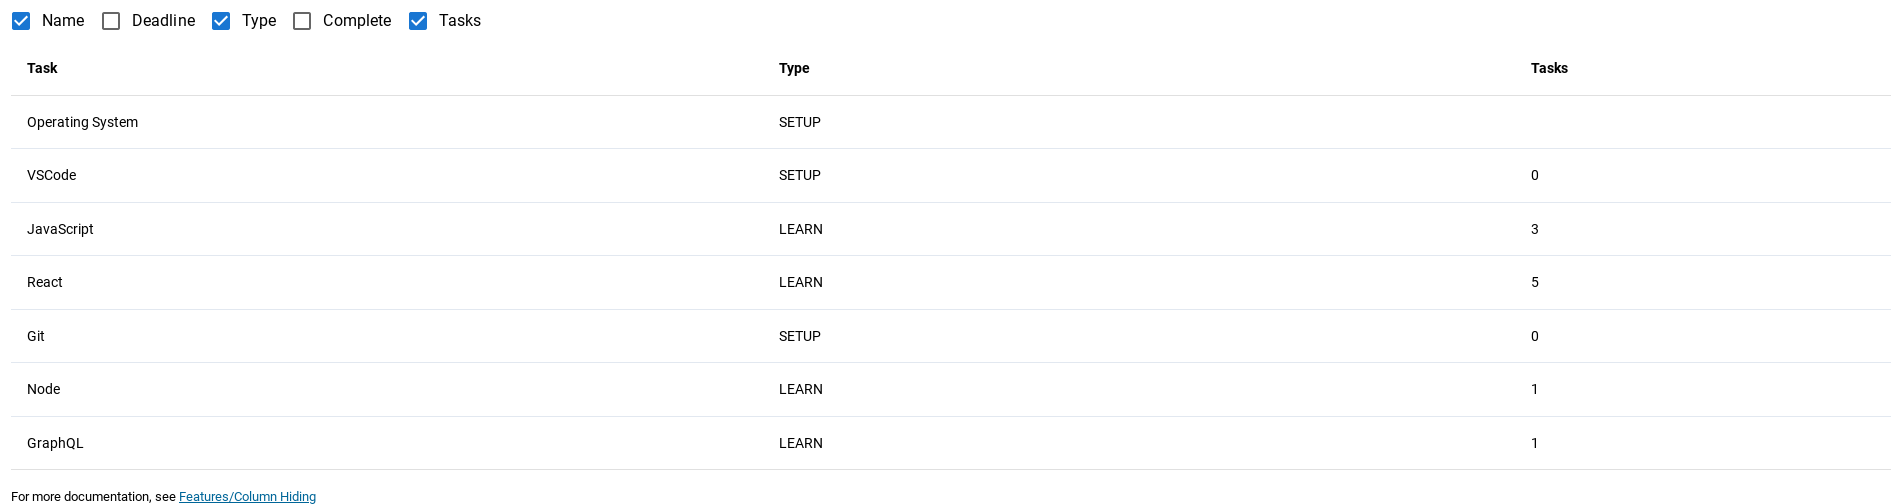 Name Deadline Type Complete Tasks
Task Type Tasks
Operating System SETUP
VSCode SETUP 0
JavaScript LEARN 3
React LEARN 5
Git SETUP 0
Node LEARN 1
GraphQL LEARN 1
For more documentation, see Features/Column Hiding